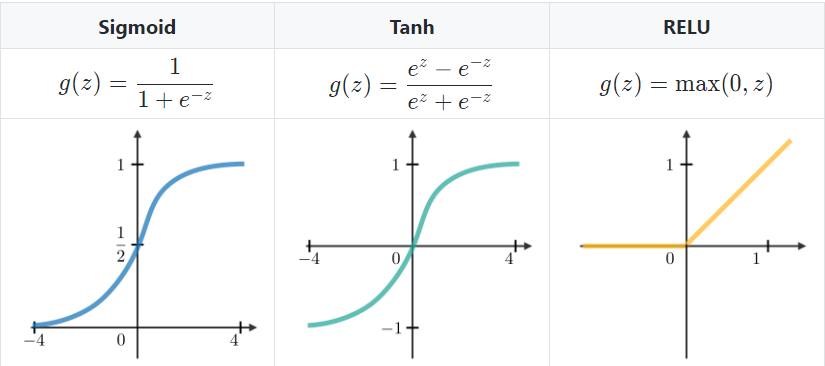 Sigmoid
g(z) = 1 / (1 + e^{−z})
1
1/2
−4
0
4
Tanh
g(z) = (e^z − e^{−z}) / (e^z + e^{−z})
1
−4
0
4
−1
RELU
g(z) = max(0, z)
1
0
1